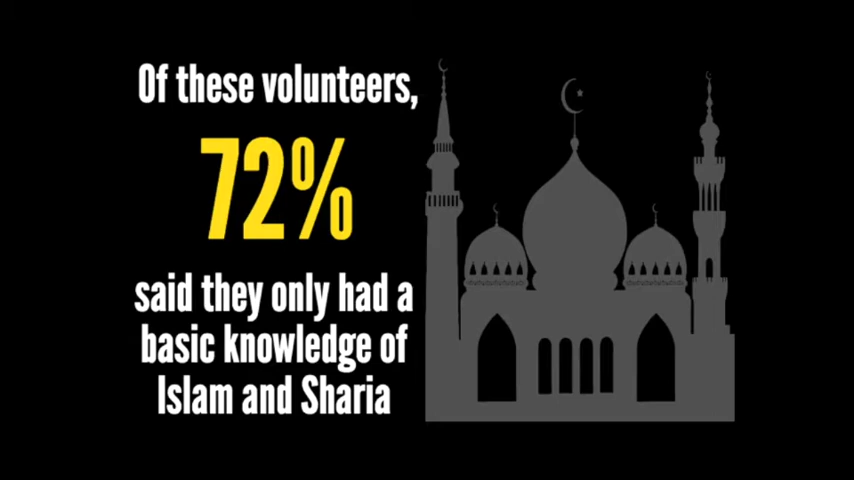 Of these volunteers,
72%
said they only had a
basic knowledge of
Islam and Sharia